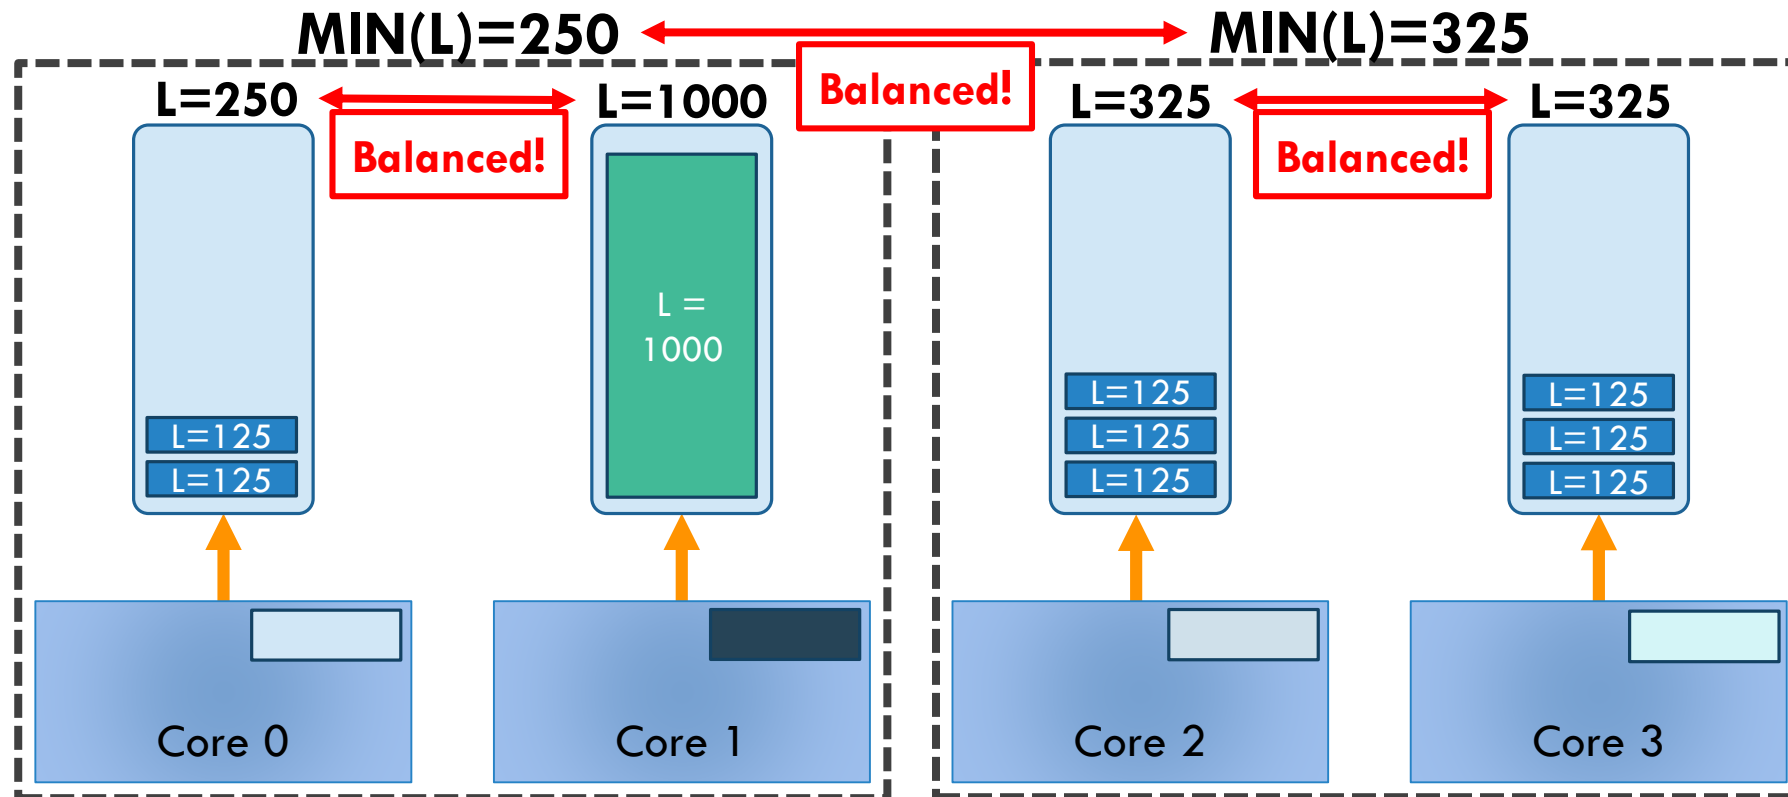 MIN(L)=250
MIN(L)=325
Balanced!
L=250
L=1000
L=325
L=325
Balanced!
Balanced!
L =
1000
L=125
L=125
L=125
L=125
L=125
L=125
L=125
L=125
Core 0
Core 1
Core 2
Core 3